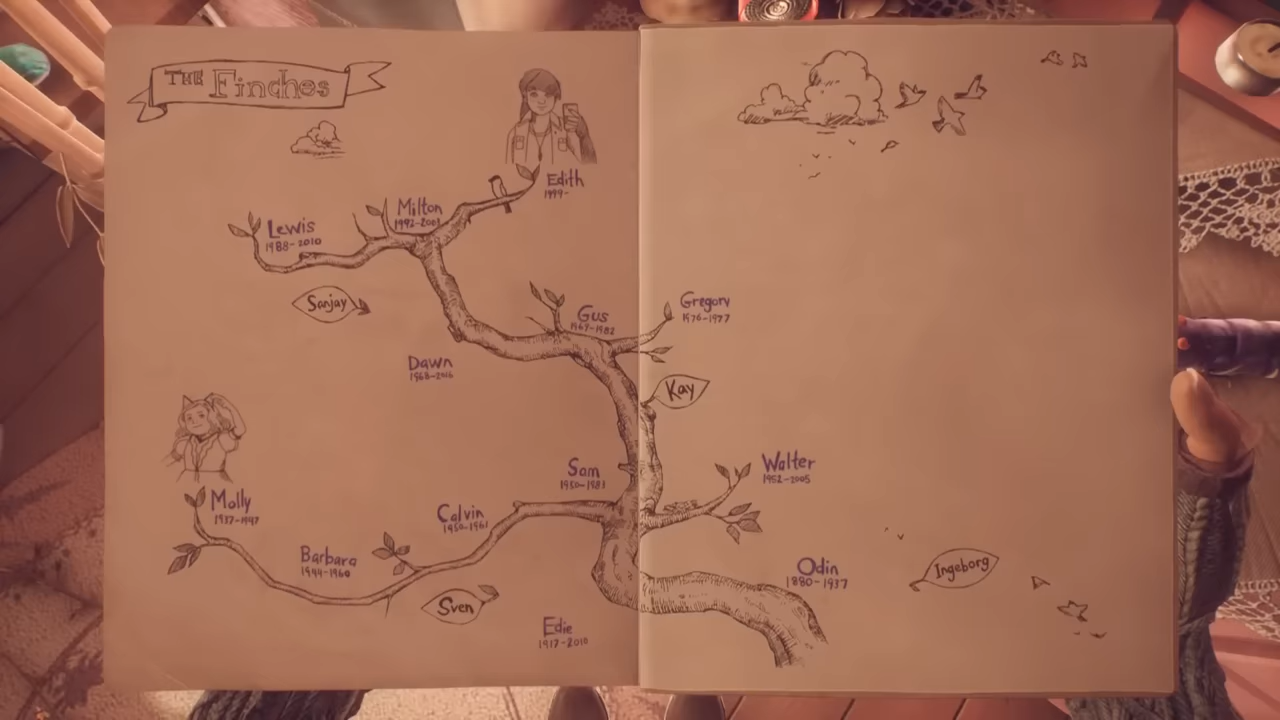 THE Finches
Edith
1999-
Milton
1992-2003
Lewis
1988-2010
Sanjay
Gus
1969-1982
Gregory
1976-1977
Dawn
1968-2016
Kay
Sam
1950-1983
Walter
1952-2005
Molly
1937-1947
Calvin
1950-1961
Barbara
1944-1960
Odin
1880-1937
Ingeborg
Sven
Edie
1917-2010